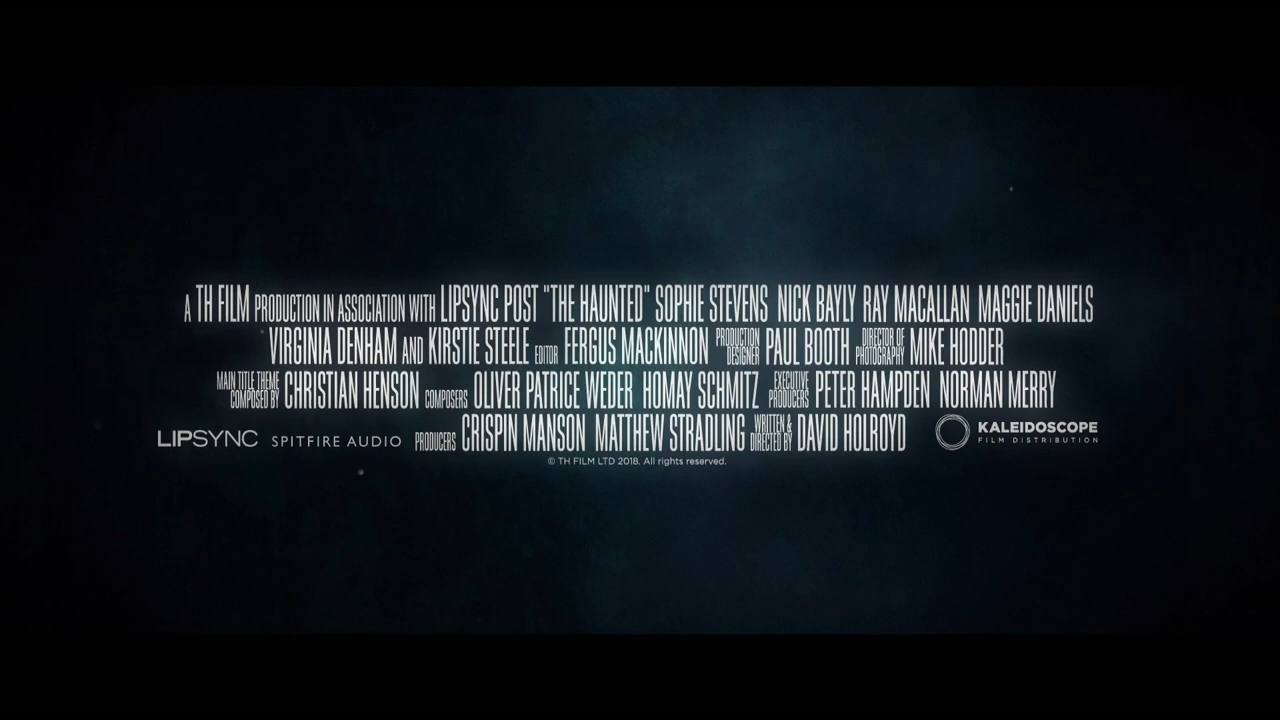 A TH FILM PRODUCTION IN ASSOCIATION WITH LIPSYNC POST "THE HAUNTED" SOPHIE STEVENS NICK BAYLY RAY MACALLAN MAGGIE DANIELS
VIRGINIA DENHAM AND KIRSTIE STEELE EDITOR FERGUS MACKINNON PRODUCTION DESIGNER PAUL BOOTH DIRECTOR OF PHOTOGRAPHY MIKE HODDER
MAIN TITLE THEME COMPOSED BY CHRISTIAN HENSON COMPOSERS OLIVER PATRICE WEDER HOMAY SCHMITZ EXECUTIVE PRODUCERS PETER HAMPDEN NORMAN MERRY
LIPSYNC SPITFIRE AUDIO PRODUCERS CRISPIN MANSON MATTHEW STRADLING WRITTEN & DIRECTED BY DAVID HOLROYD KALEIDOSCOPE FILM DISTRIBUTION
© TH FILM LTD 2018. All rights reserved.